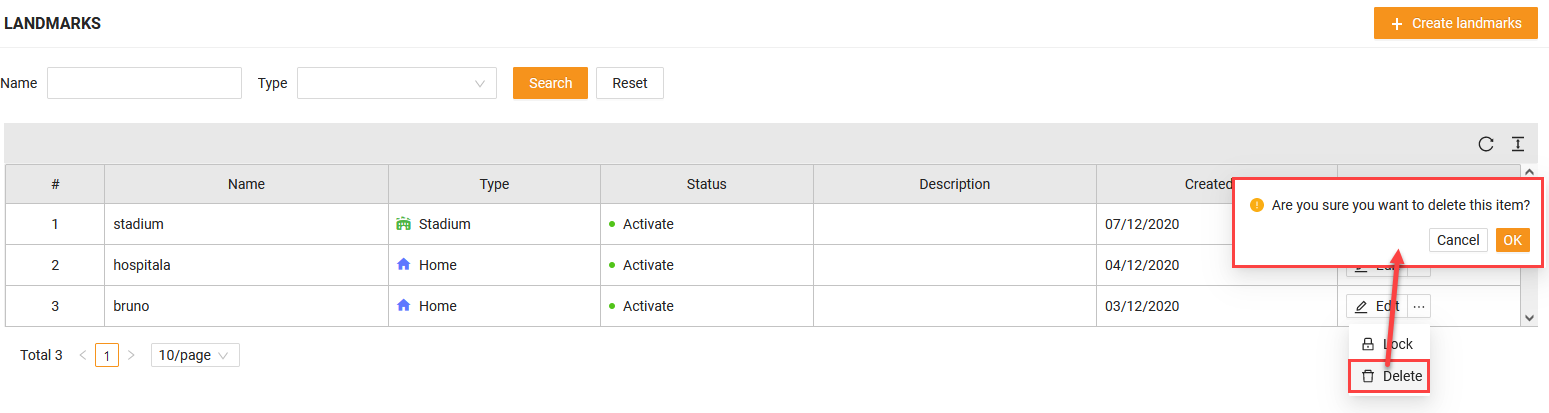 LANDMARKS
+ Create landmarks
Name Type Search Reset
# Name Type Status Description Created
Are you sure you want to delete this item?
1 stadium Stadium Activate 07/12/2020
Cancel OK
2 hospitala Home Activate 04/12/2020
3 bruno Home Activate 03/12/2020 Edit ...
Total 3 < 1 > 10/page
Lock
Delete